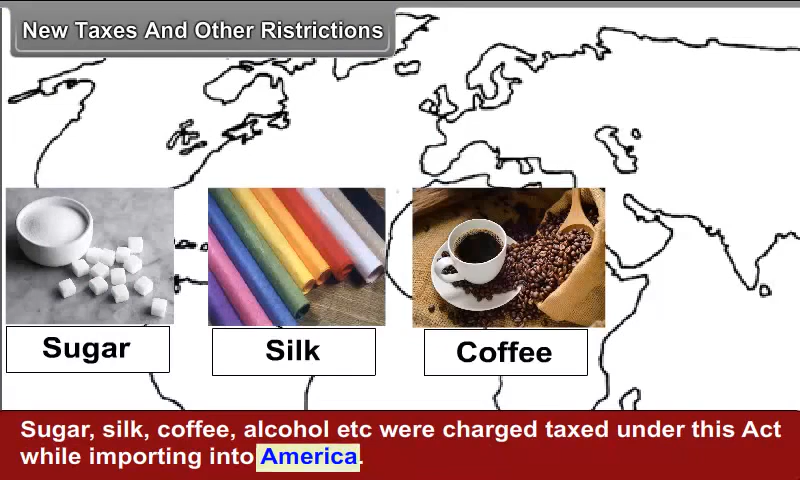 New Taxes And Other Ristrictions
Sugar
Silk
Coffee
Sugar, silk, coffee, alcohol etc were charged taxed under this Act
while importing into America.